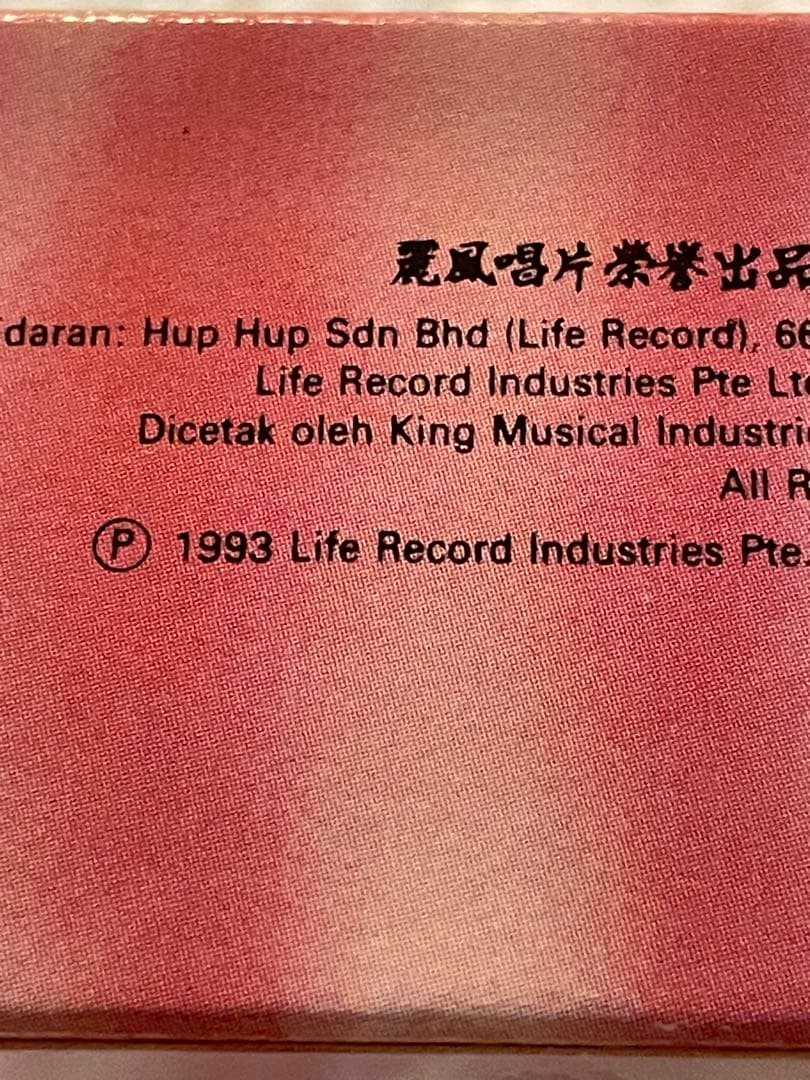 麗風唱片榮譽出品
daran: Hup Hup Sdn Bhd (Life Record), 66
Life Record Industries Pte Lt
Dicetak oleh King Musical Industri
All R
Ⓟ 1993 Life Record Industries Pte.